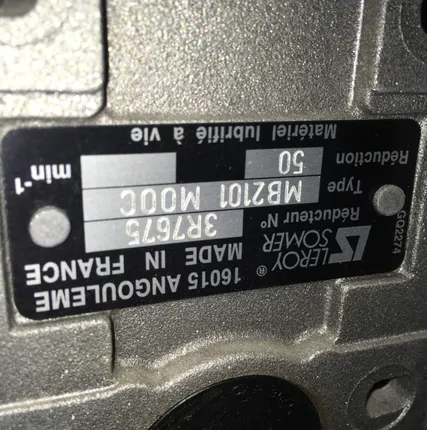 LEROY
SOMER
®
16015 ANGOULEME
MADE IN FRANCE
Réducteur N° 3R7675
Type MB2101 M00C
Réduction 50 min-1
Matériel lubrifié à vie
GQ2274